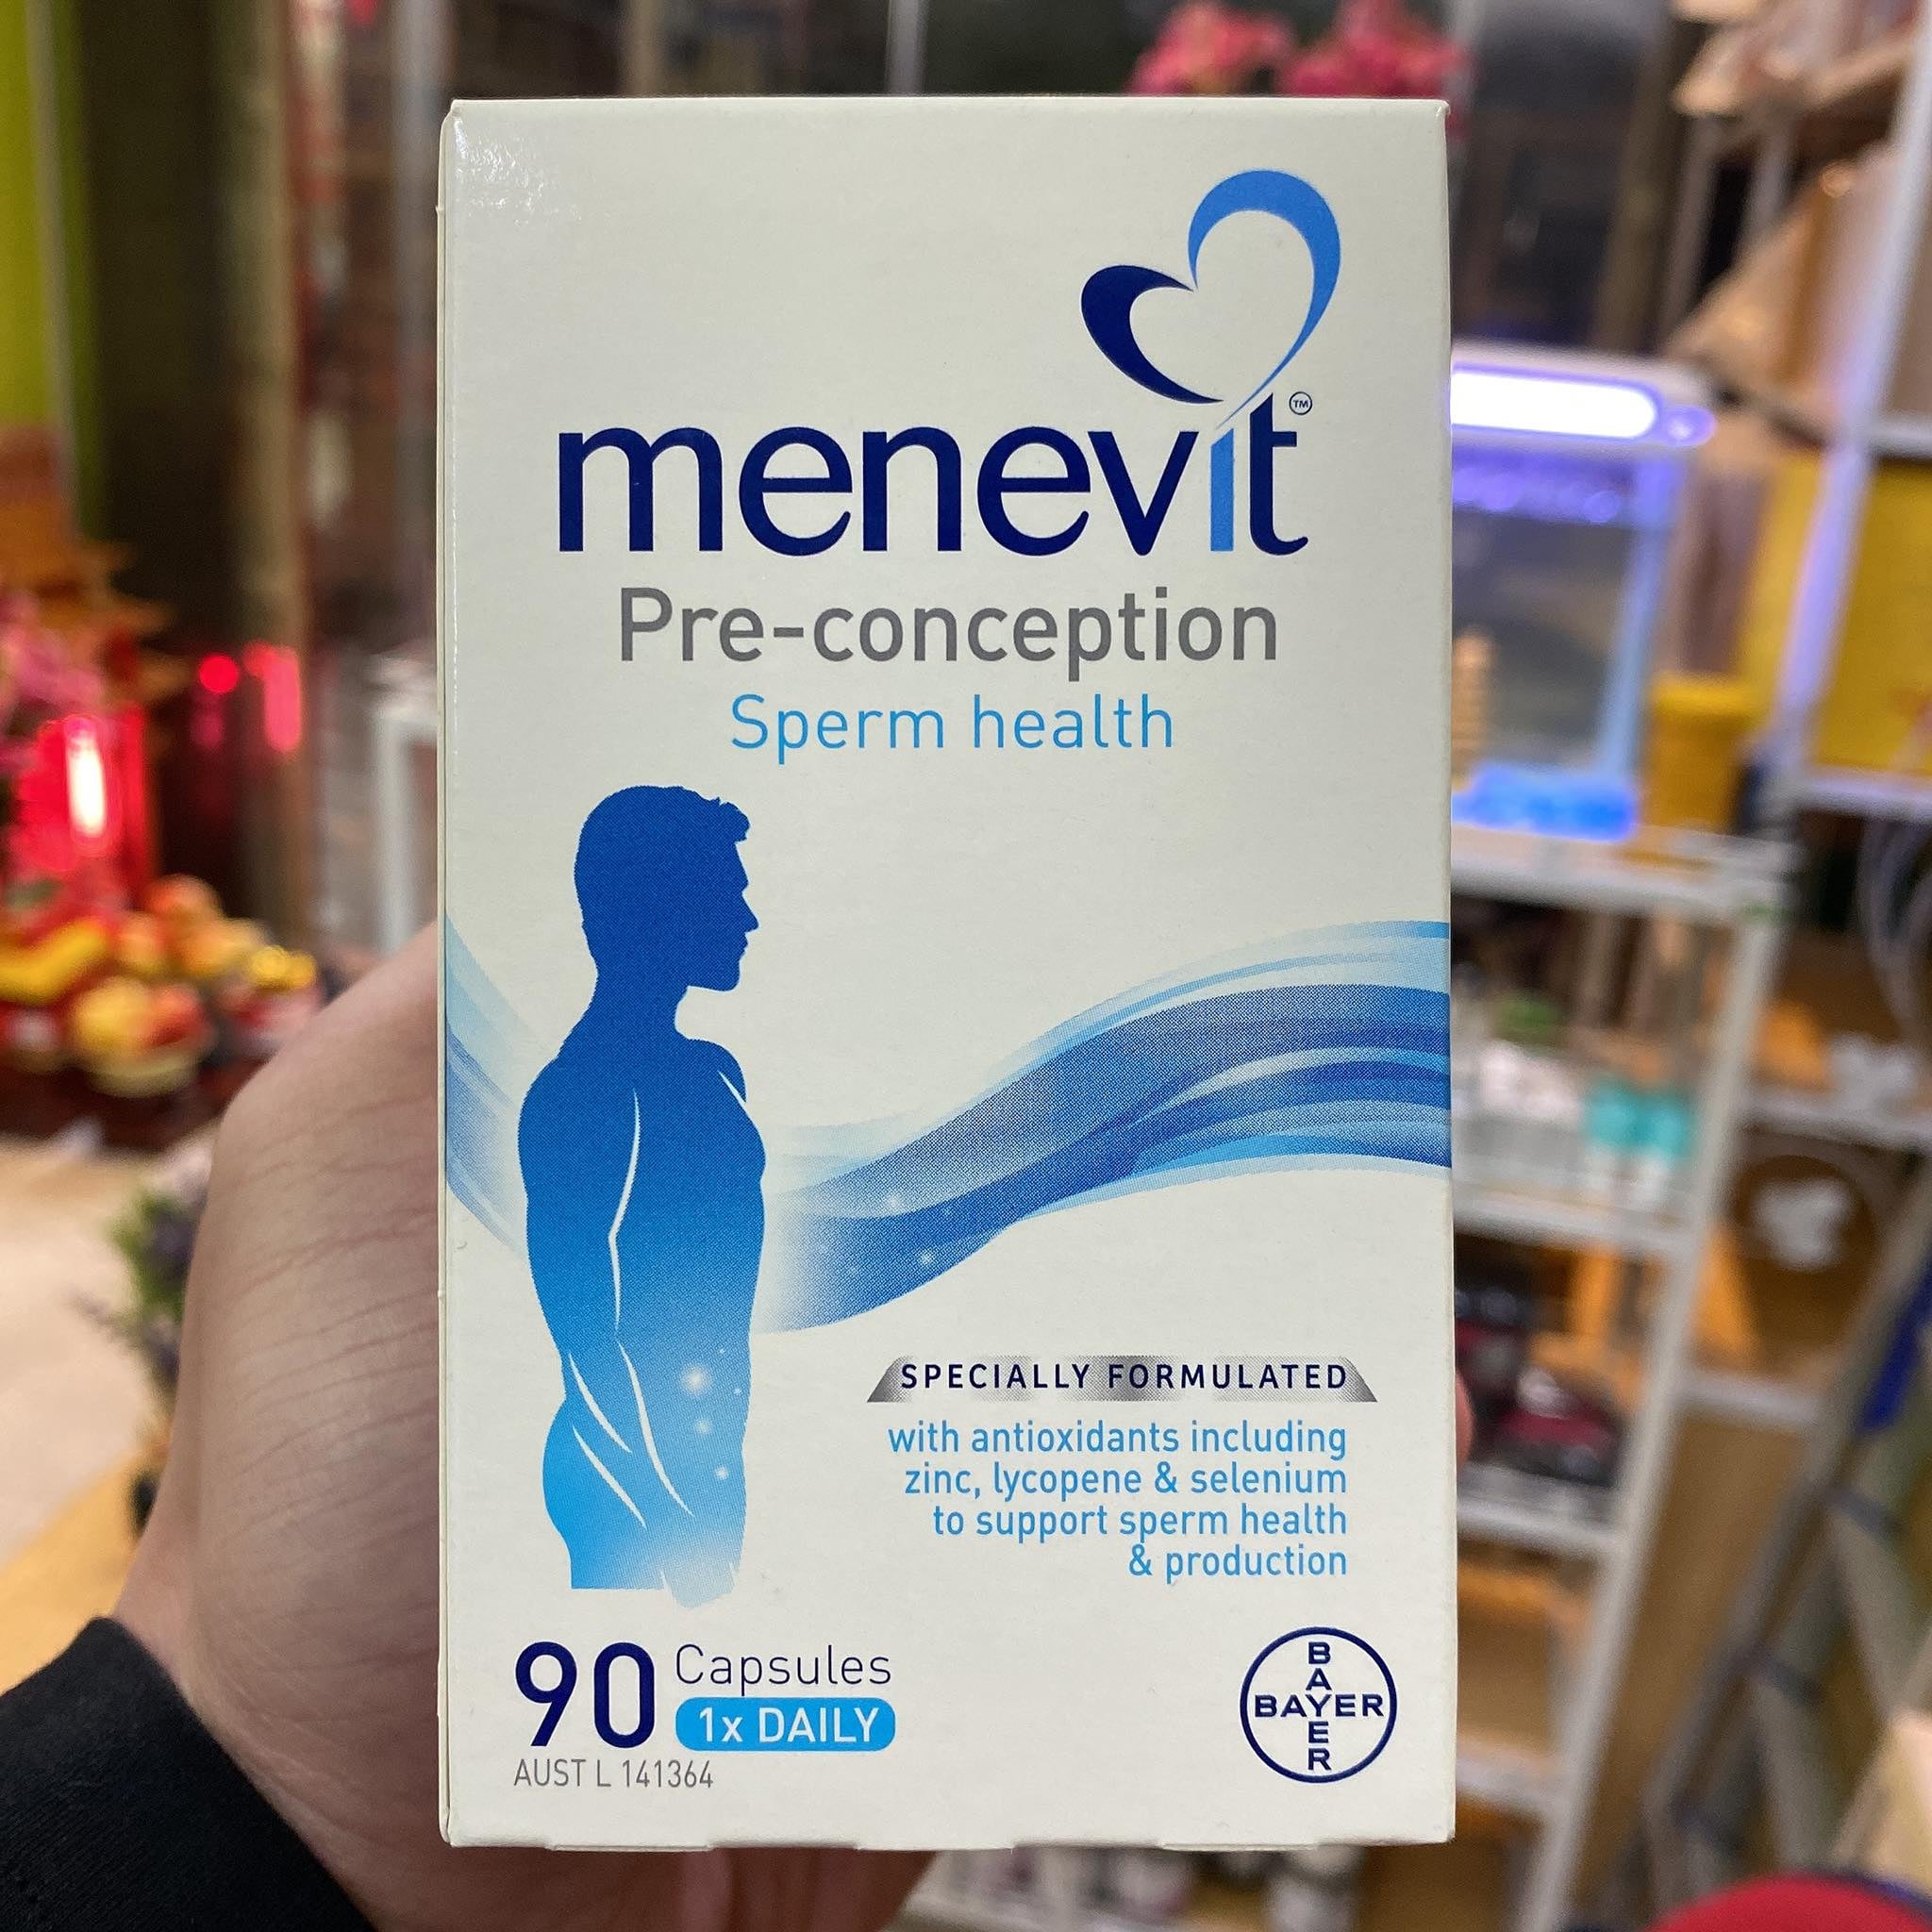 menevit™
Pre-conception
Sperm health
SPECIALLY FORMULATED
with antioxidants including
zinc, lycopene & selenium
to support sperm health
& production
90 Capsules
1x DAILY
AUST L 141364
BAYER
BAYER